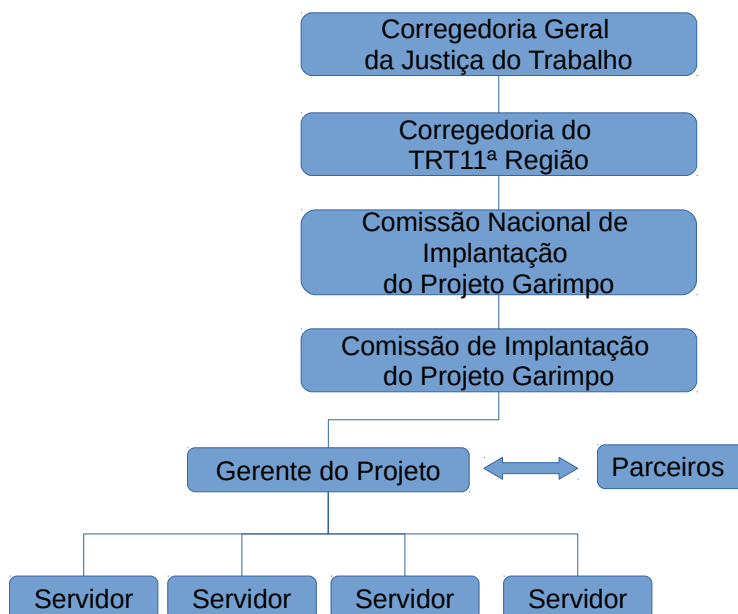 Corregedoria Geral
da Justiça do Trabalho
Corregedoria do
TRT11ª Região
Comissão Nacional de
Implantação
do Projeto Garimpo
Comissão de Implantação
do Projeto Garimpo
Gerente do Projeto
Parceiros
Servidor
Servidor
Servidor
Servidor